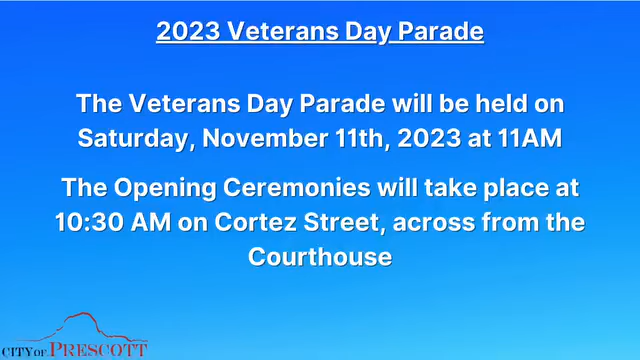 2023 Veterans Day Parade
The Veterans Day Parade will be held on
Saturday, November 11th, 2023 at 11AM
The Opening Ceremonies will take place at
10:30 AM on Cortez Street, across from the
Courthouse
CITY OF PRESCOTT